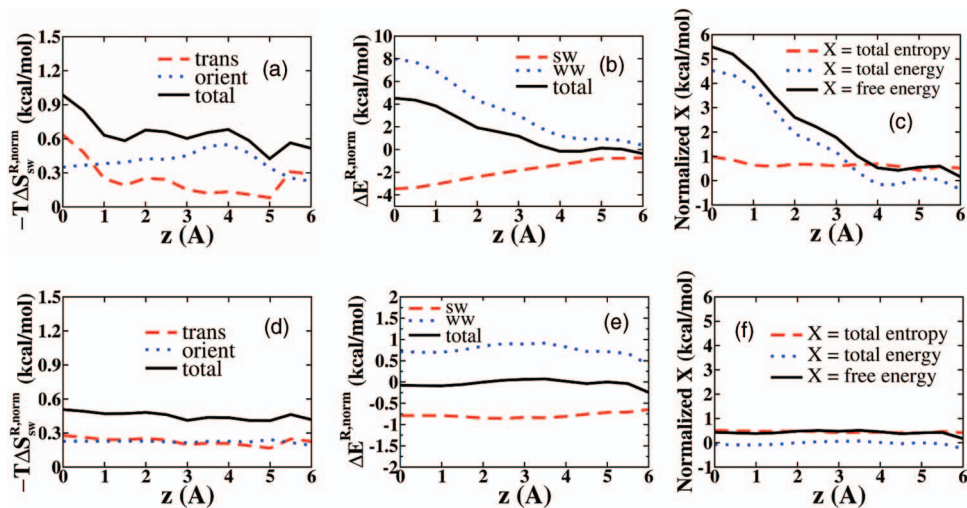 −TΔS_sw^R,norm (kcal/mol)
1.5
1.2
0.9
0.6
0.3
0
trans
orient
total
(a)
0 1 2 3 4 5 6
z (A)
ΔE^R,norm (kcal/mol)
10
8
6
4
2
0
-2
-4
sw
ww
total
(b)
0 1 2 3 4 5 6
z (A)
Normalized X (kcal/mol)
6
5
4
3
2
1
0
-1
X = total entropy
X = total energy
X = free energy
(c)
0 1 2 3 4 5 6
z (A)
−TΔS_sw^R,norm (kcal/mol)
1.5
1.2
0.9
0.6
0.3
0
trans
orient
total
(d)
0 1 2 3 4 5 6
z (A)
ΔE^R,norm (kcal/mol)
2
1.5
1
0.5
0
-0.5
-1
-1.5
-2
sw
ww
total
(e)
0 1 2 3 4 5 6
z (A)
Normalized X (kcal/mol)
6
5
4
3
2
1
0
-1
X = total entropy
X = total energy
X = free energy
(f)
0 1 2 3 4 5 6
z (A)